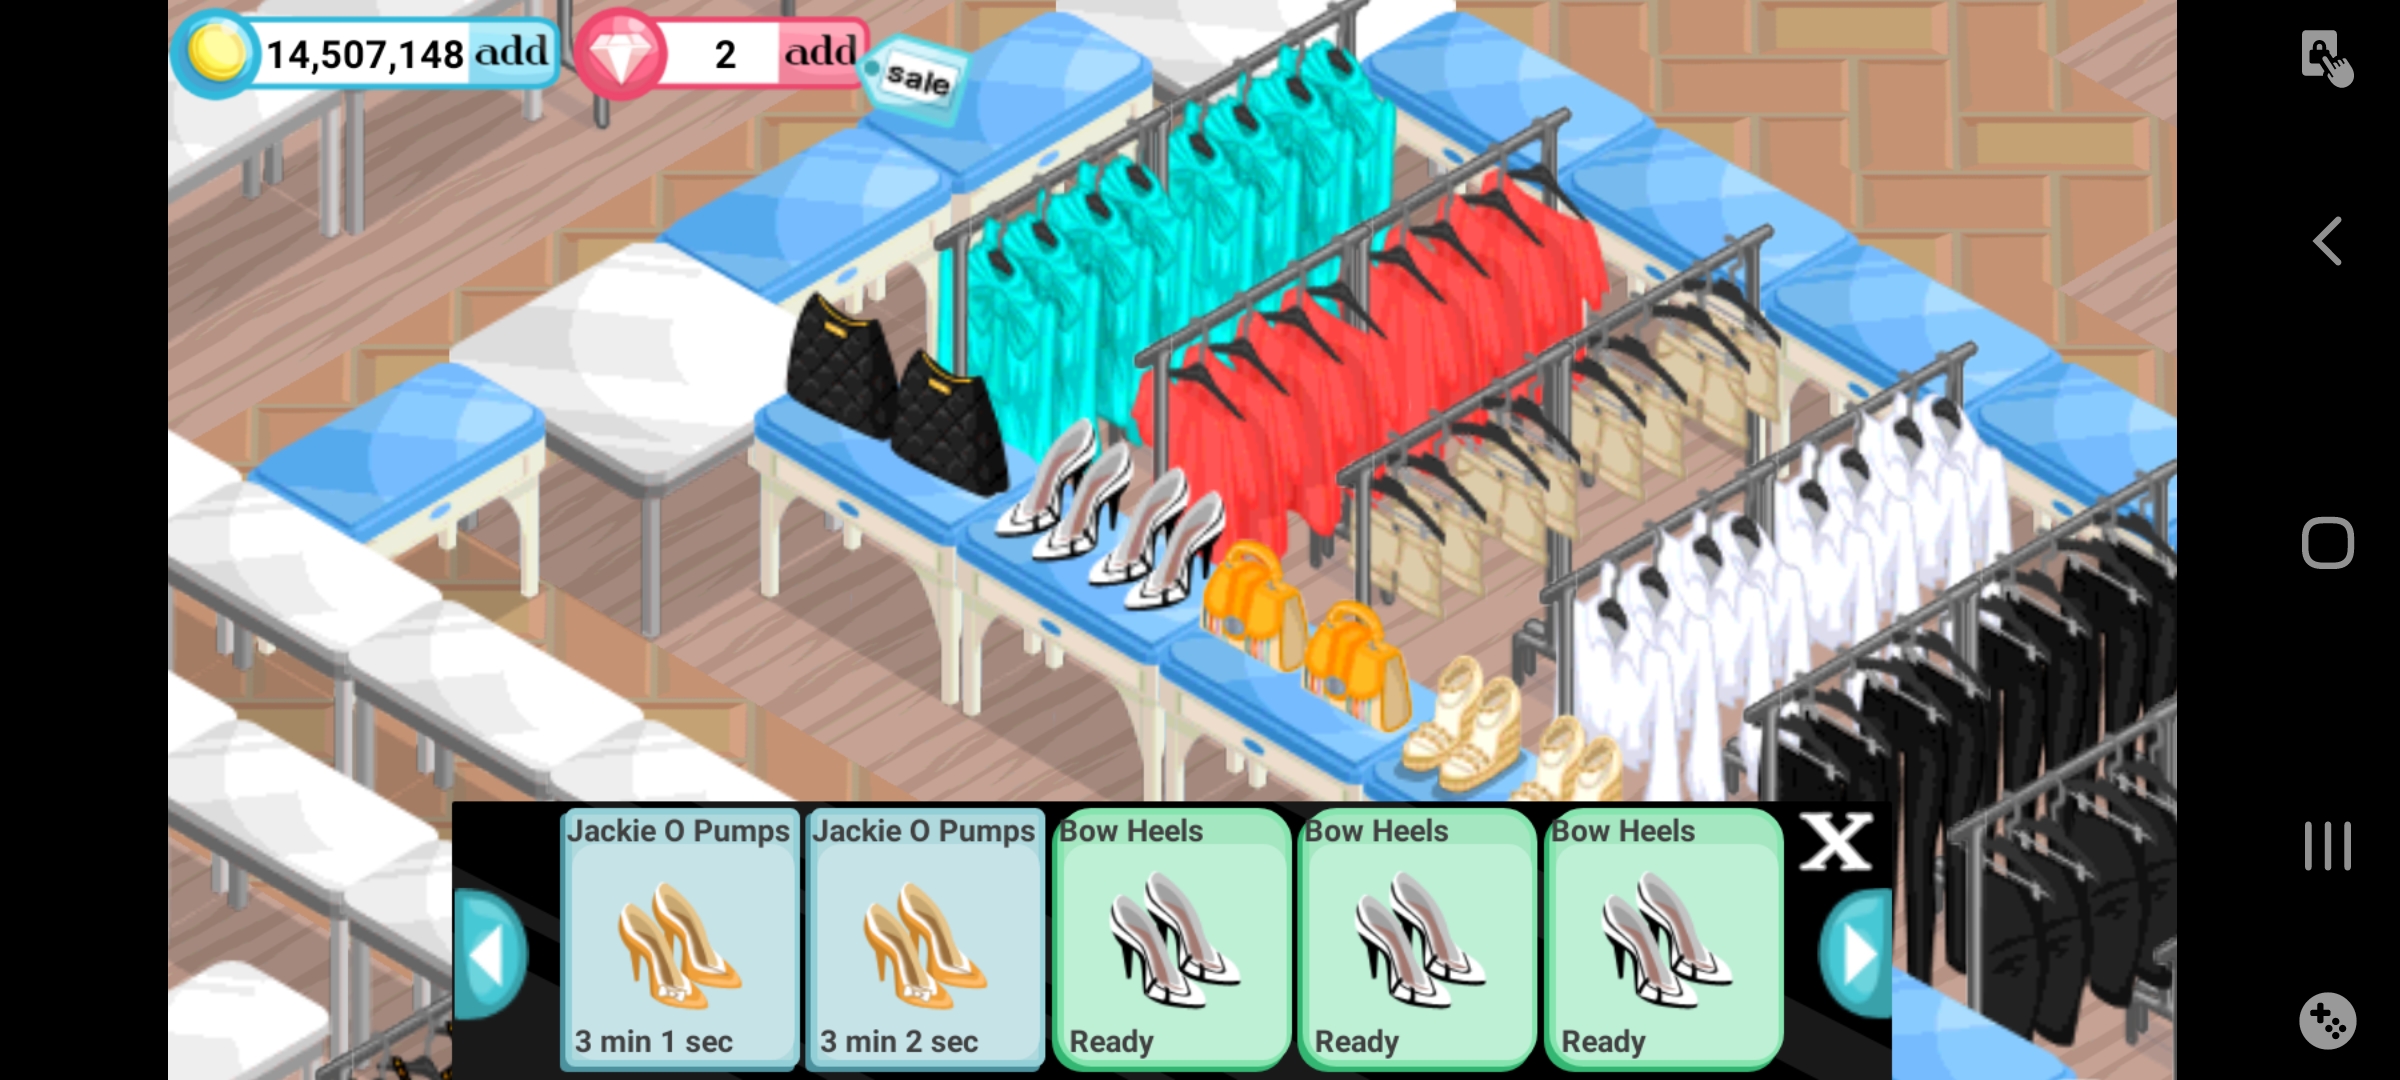 14,507,148 add
2 add
sale
Jackie O Pumps
3 min 1 sec
Jackie O Pumps
3 min 2 sec
Bow Heels
Ready
Bow Heels
Ready
Bow Heels
Ready
X